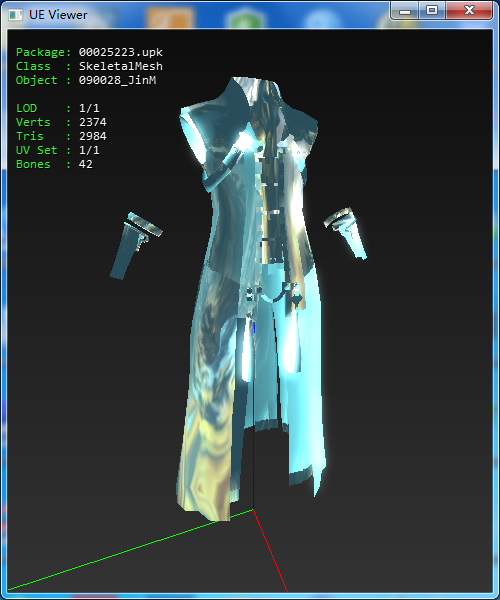 UE Viewer
Package: 00025223.upk
Class : SkeletalMesh
Object : 090028_JinM
LOD : 1/1
Verts : 2374
Tris : 2984
UV Set : 1/1
Bones : 42